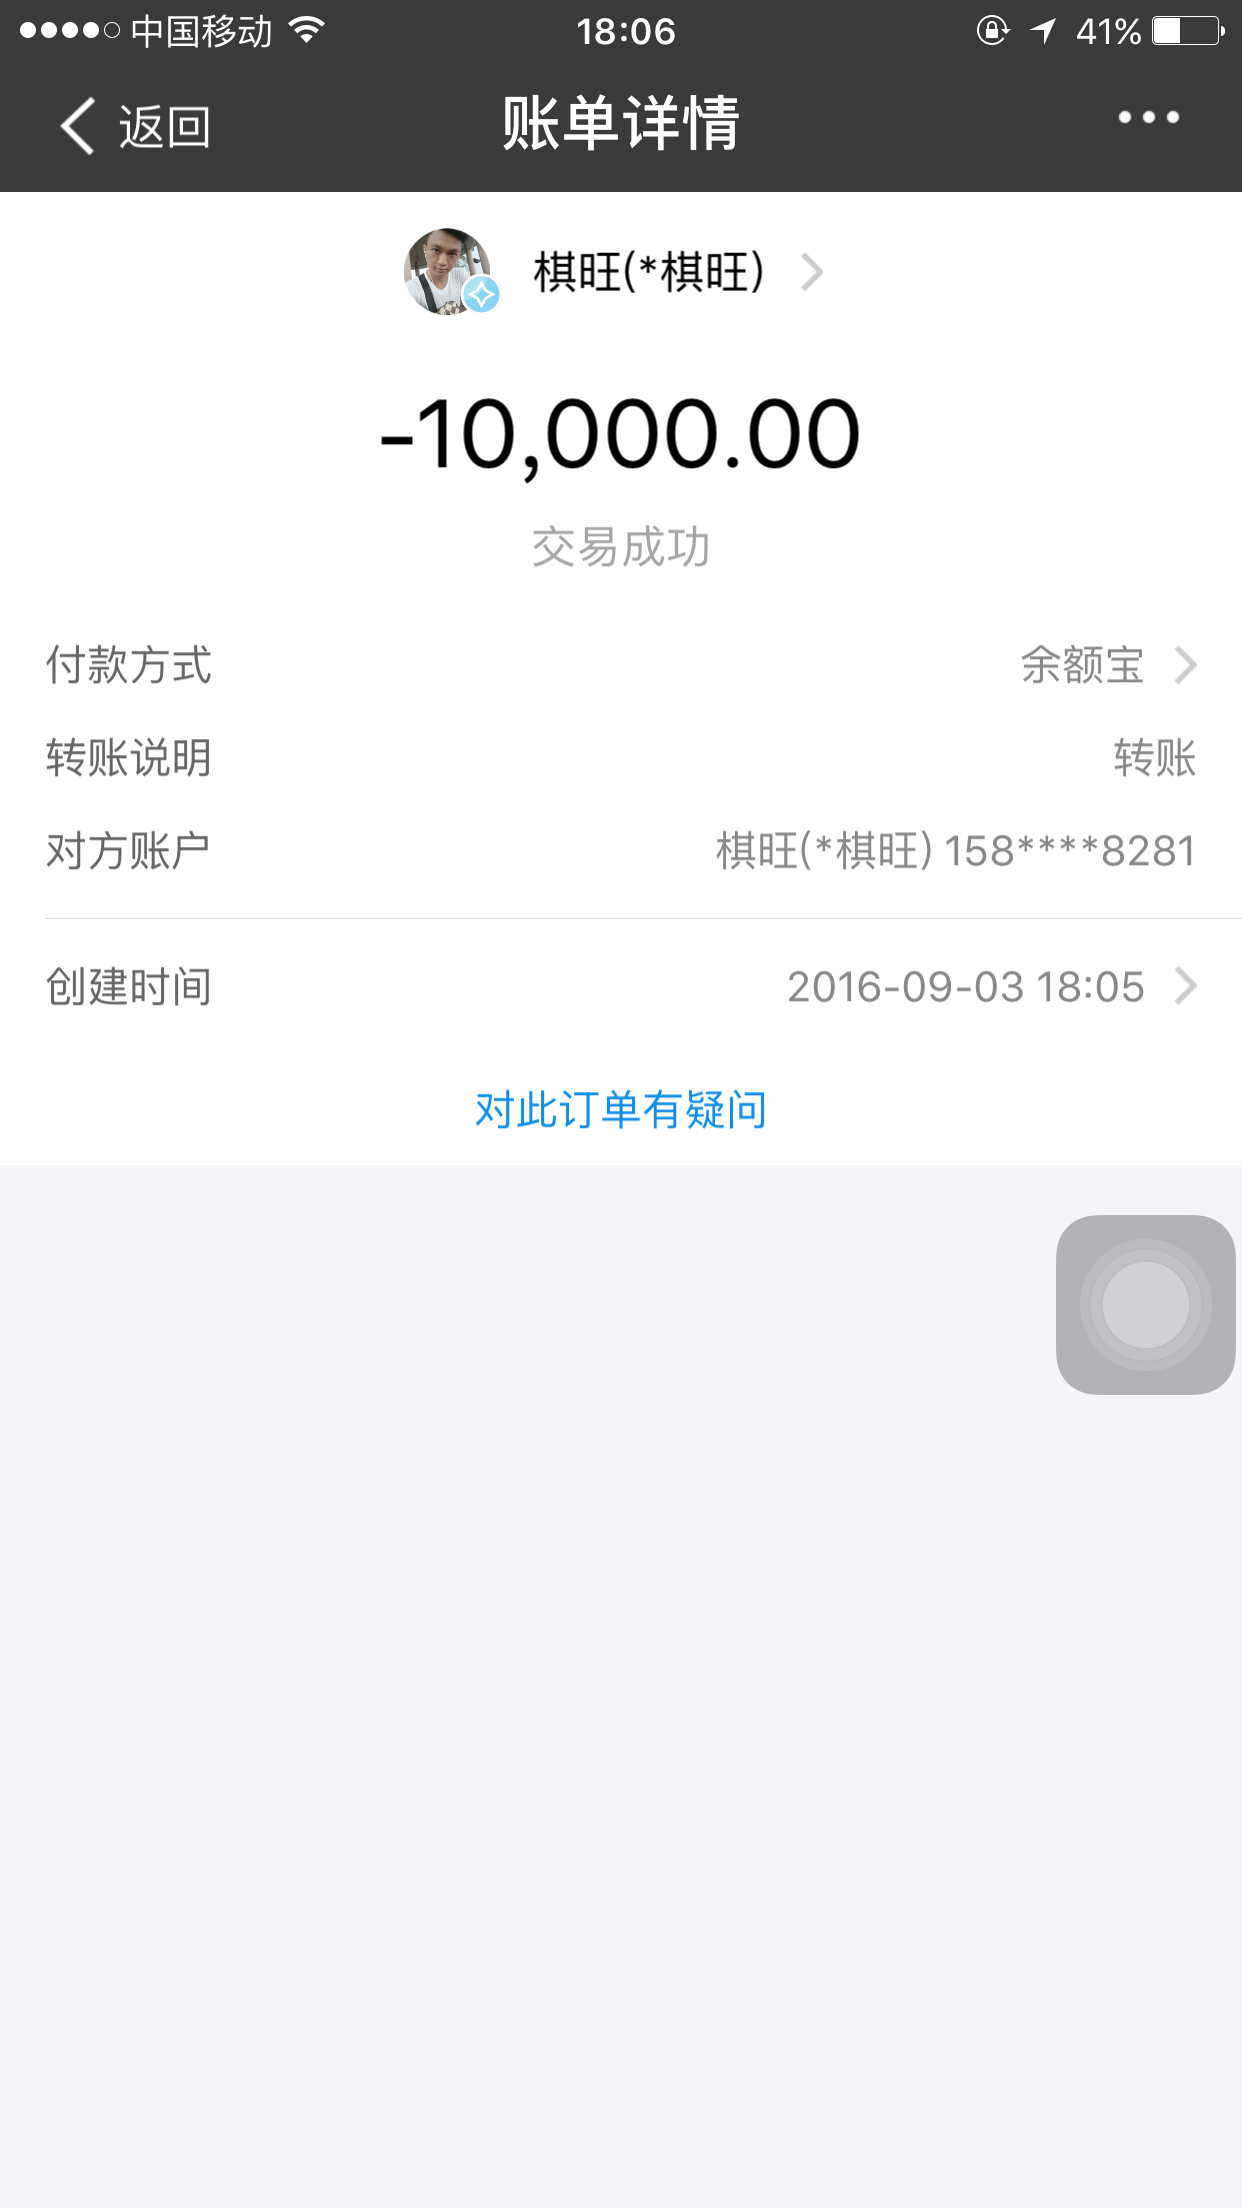 中国移动 18:06 41%
返回 账单详情
棋旺(*棋旺)
-10,000.00
交易成功
付款方式 余额宝
转账说明 转账
对方账户 棋旺(*棋旺) 158****8281
创建时间 2016-09-03 18:05
对此订单有疑问